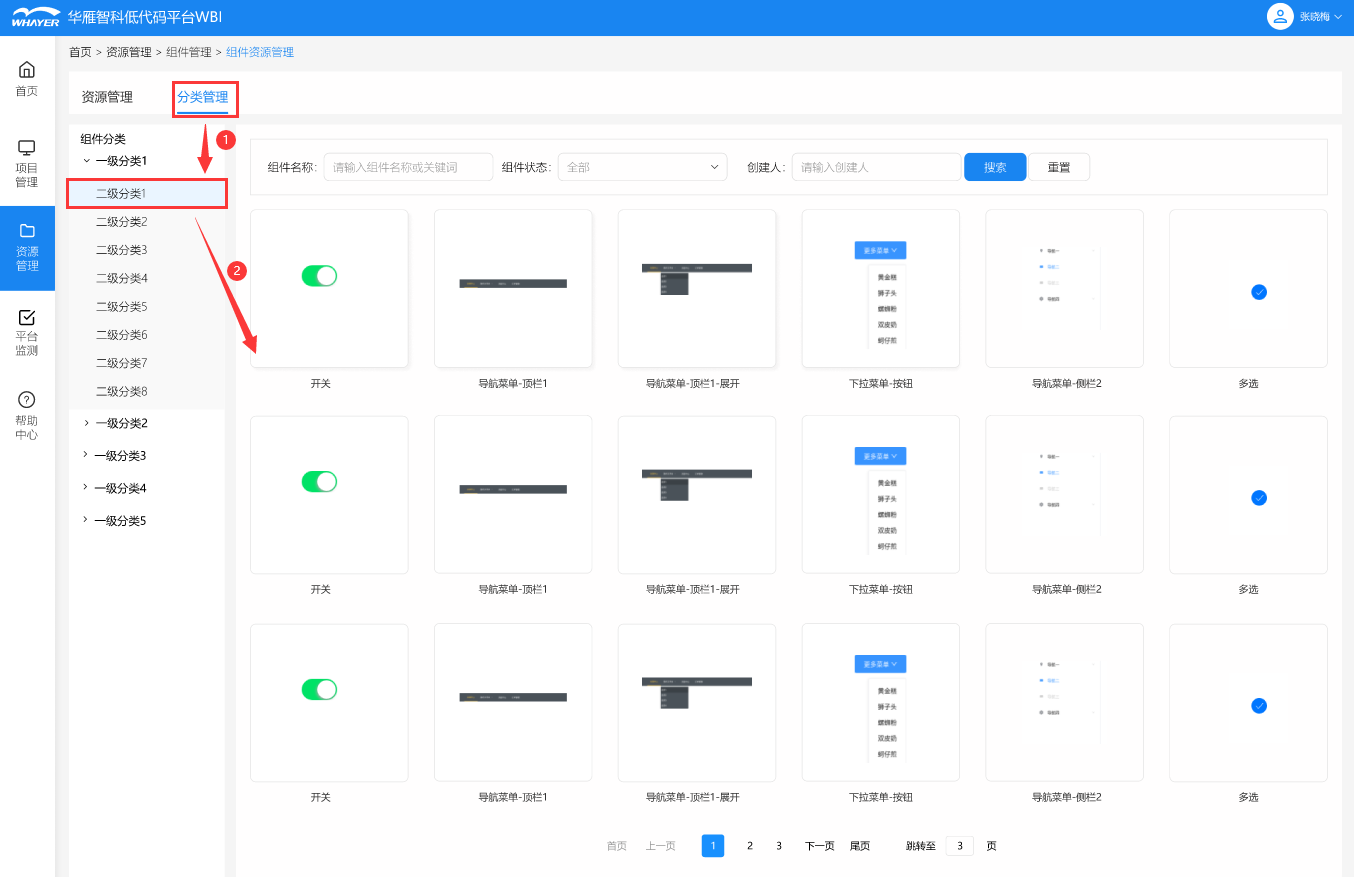 WHAYER 华雁智科低代码平台WBI
张晓梅
首页 > 资源管理 > 组件管理 > 组件资源管理
首页
项目
管理
资源
管理
平台
监测
帮助
中心
资源管理
分类管理
1
2
组件分类
一级分类1
二级分类1
二级分类2
二级分类3
二级分类4
二级分类5
二级分类6
二级分类7
二级分类8
一级分类2
一级分类3
一级分类4
一级分类5
组件名称: 请输入组件名称或关键词 组件状态: 全部 创建人: 请输入创建人 搜索 重置
更多菜单
黄金糕
狮子头
螺蛳粉
双皮奶
蚵仔煎
开关 导航菜单-顶栏1 导航菜单-顶栏1-展开 下拉菜单-按钮 导航菜单-侧栏2 多选
更多菜单
黄金糕
狮子头
螺蛳粉
双皮奶
蚵仔煎
开关 导航菜单-顶栏1 导航菜单-顶栏1-展开 下拉菜单-按钮 导航菜单-侧栏2 多选
更多菜单
黄金糕
狮子头
螺蛳粉
双皮奶
蚵仔煎
开关 导航菜单-顶栏1 导航菜单-顶栏1-展开 下拉菜单-按钮 导航菜单-侧栏2 多选
首页 上一页 1 2 3 下一页 尾页 跳转至 3 页